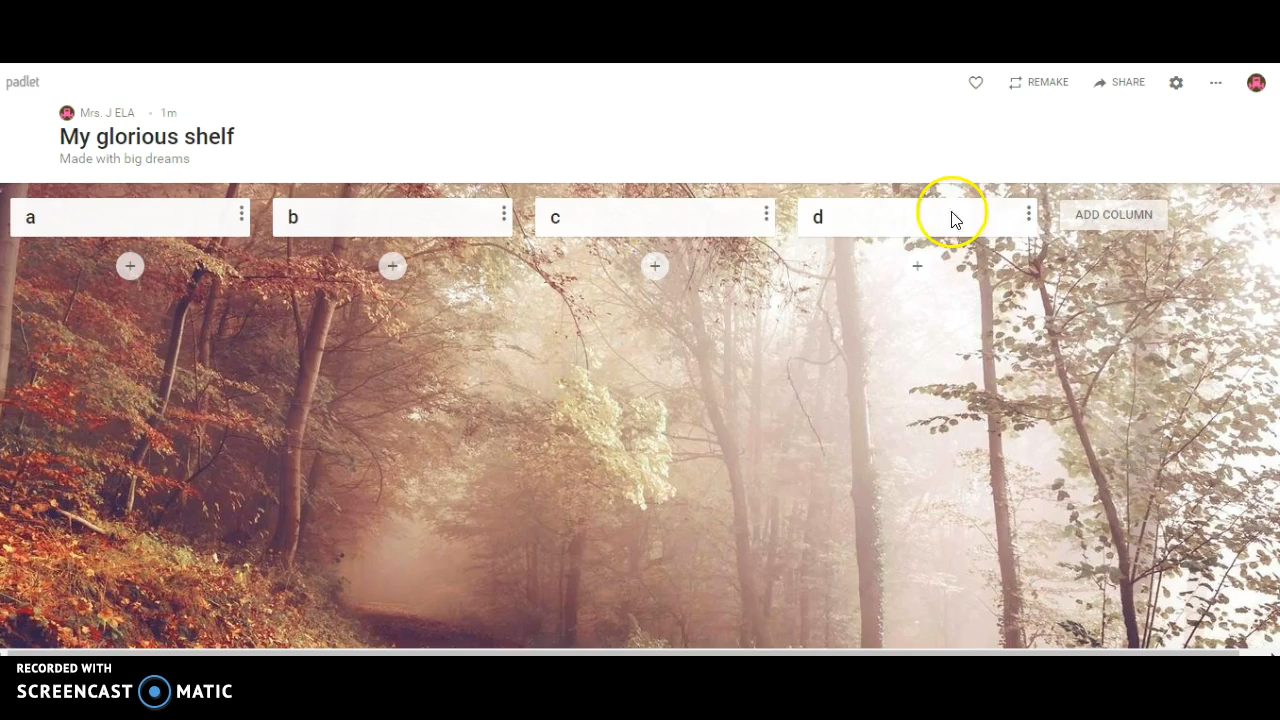 padlet
REMAKE
SHARE
Mrs. J ELA • 1m
My glorious shelf
Made with big dreams
a
b
c
d
ADD COLUMN
RECORDED WITH
SCREENCAST MATIC